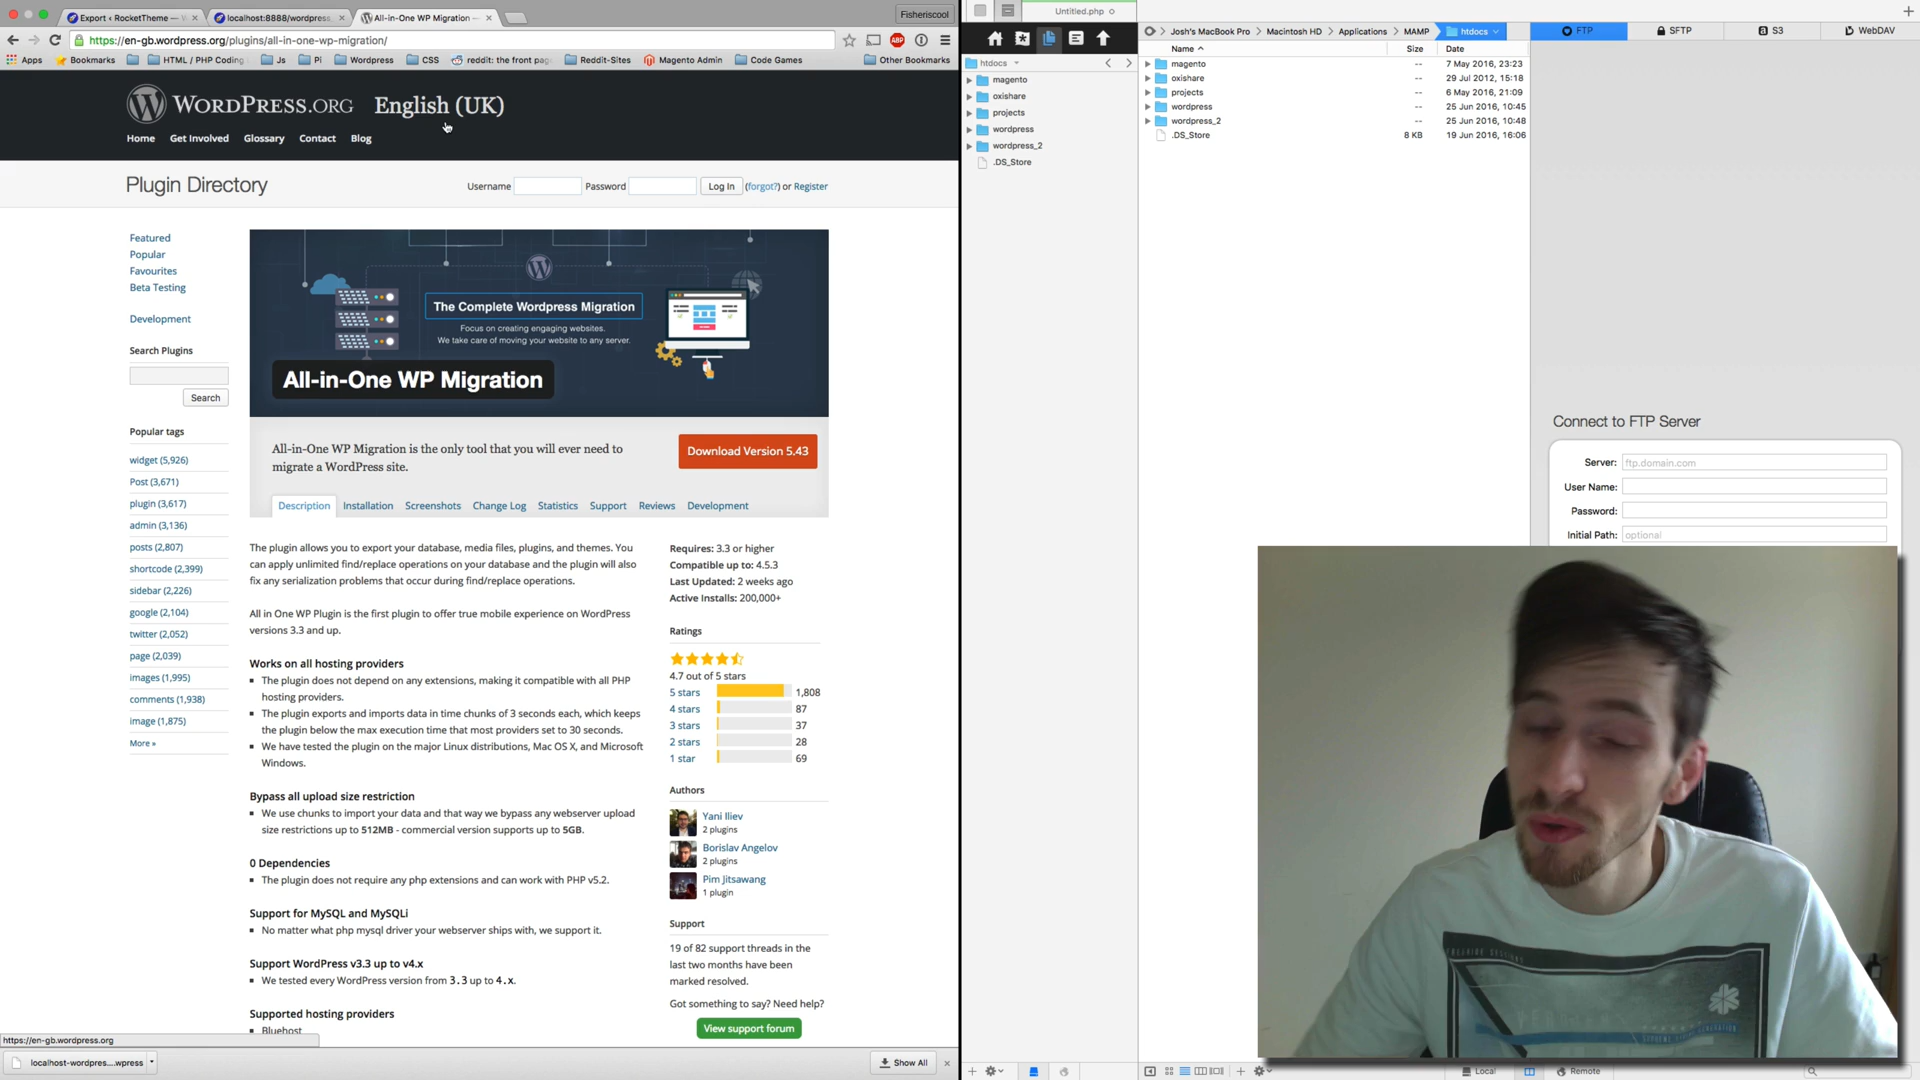 Export ‹ RocketTheme —
localhost:8888/wordpress
All-in-One WP Migration —
Fisheriscool
https://en-gb.wordpress.org/plugins/all-in-one-wp-migration/
Apps
Bookmarks
HTML / PHP Coding
Js
Pi
Wordpress
CSS
reddit: the front pag
Reddit-Sites
Magento Admin
Code Games
Other Bookmarks
WORDPRESS.ORG
English (UK)
Home
Get Involved
Glossary
Contact
Blog
Plugin Directory
Username
Password
Log In
(forgot?) or Register
Featured
Popular
Favourites
Beta Testing
Development
Search Plugins
Search
Popular tags
widget (5,926)
Post (3,671)
plugin (3,617)
admin (3,136)
posts (2,807)
shortcode (2,399)
sidebar (2,226)
google (2,104)
twitter (2,052)
page (2,039)
images (1,995)
comments (1,938)
image (1,875)
More »
The Complete Wordpress Migration
Focus on creating engaging websites.
We take care of moving your website to any server.
All-in-One WP Migration
All-in-One WP Migration is the only tool that you will ever need to
migrate a WordPress site.
Download Version 5.43
Description
Installation
Screenshots
Change Log
Statistics
Support
Reviews
Development
The plugin allows you to export your database, media files, plugins, and themes. You
can apply unlimited find/replace operations on your database and the plugin will also
fix any serialization problems that occur during find/replace operations.
All in One WP Plugin is the first plugin to offer true mobile experience on WordPress
versions 3.3 and up.
Works on all hosting providers
The plugin does not depend on any extensions, making it compatible with all PHP
hosting providers.
The plugin exports and imports data in time chunks of 3 seconds each, which keeps
the plugin below the max execution time that most providers set to 30 seconds.
We have tested the plugin on the major Linux distributions, Mac OS X, and Microsoft
Windows.
Bypass all upload size restriction
We use chunks to import your data and that way we bypass any webserver upload
size restrictions up to 512MB - commercial version supports up to 5GB.
0 Dependencies
The plugin does not require any php extensions and can work with PHP v5.2.
Support for MySQL and MySQLi
No matter what php mysql driver your webserver ships with, we support it.
Support WordPress v3.3 up to v4.x
We tested every WordPress version from 3.3 up to 4.x.
Supported hosting providers
Bluehost
Requires: 3.3 or higher
Compatible up to: 4.5.3
Last Updated: 2 weeks ago
Active Installs: 200,000+
Ratings
4.7 out of 5 stars
5 stars 1,808
4 stars 87
3 stars 37
2 stars 28
1 star 69
Authors
Yani Iliev
2 plugins
Borislav Angelov
2 plugins
Pim Jitsawang
1 plugin
Support
19 of 82 support threads in the
last two months have been
marked resolved.
Got something to say? Need help?
View support forum
https://en-gb.wordpress.org
localhost-wordpres....wpress
Show All
Untitled.php
htdocs
magento
oxishare
projects
wordpress
wordpress_2
.DS_Store
Josh's MacBook Pro
Macintosh HD
Applications
MAMP
htdocs
Name
Size
Date
magento -- 7 May 2016, 23:23
oxishare -- 29 Jul 2012, 15:18
projects -- 6 May 2016, 21:09
wordpress -- 25 Jun 2016, 10:45
wordpress_2 -- 25 Jun 2016, 10:48
.DS_Store 8 KB 19 Jun 2016, 16:06
FTP
SFTP
S3
WebDAV
Connect to FTP Server
Server: ftp.domain.com
User Name:
Password:
Initial Path: optional
Local
Remote